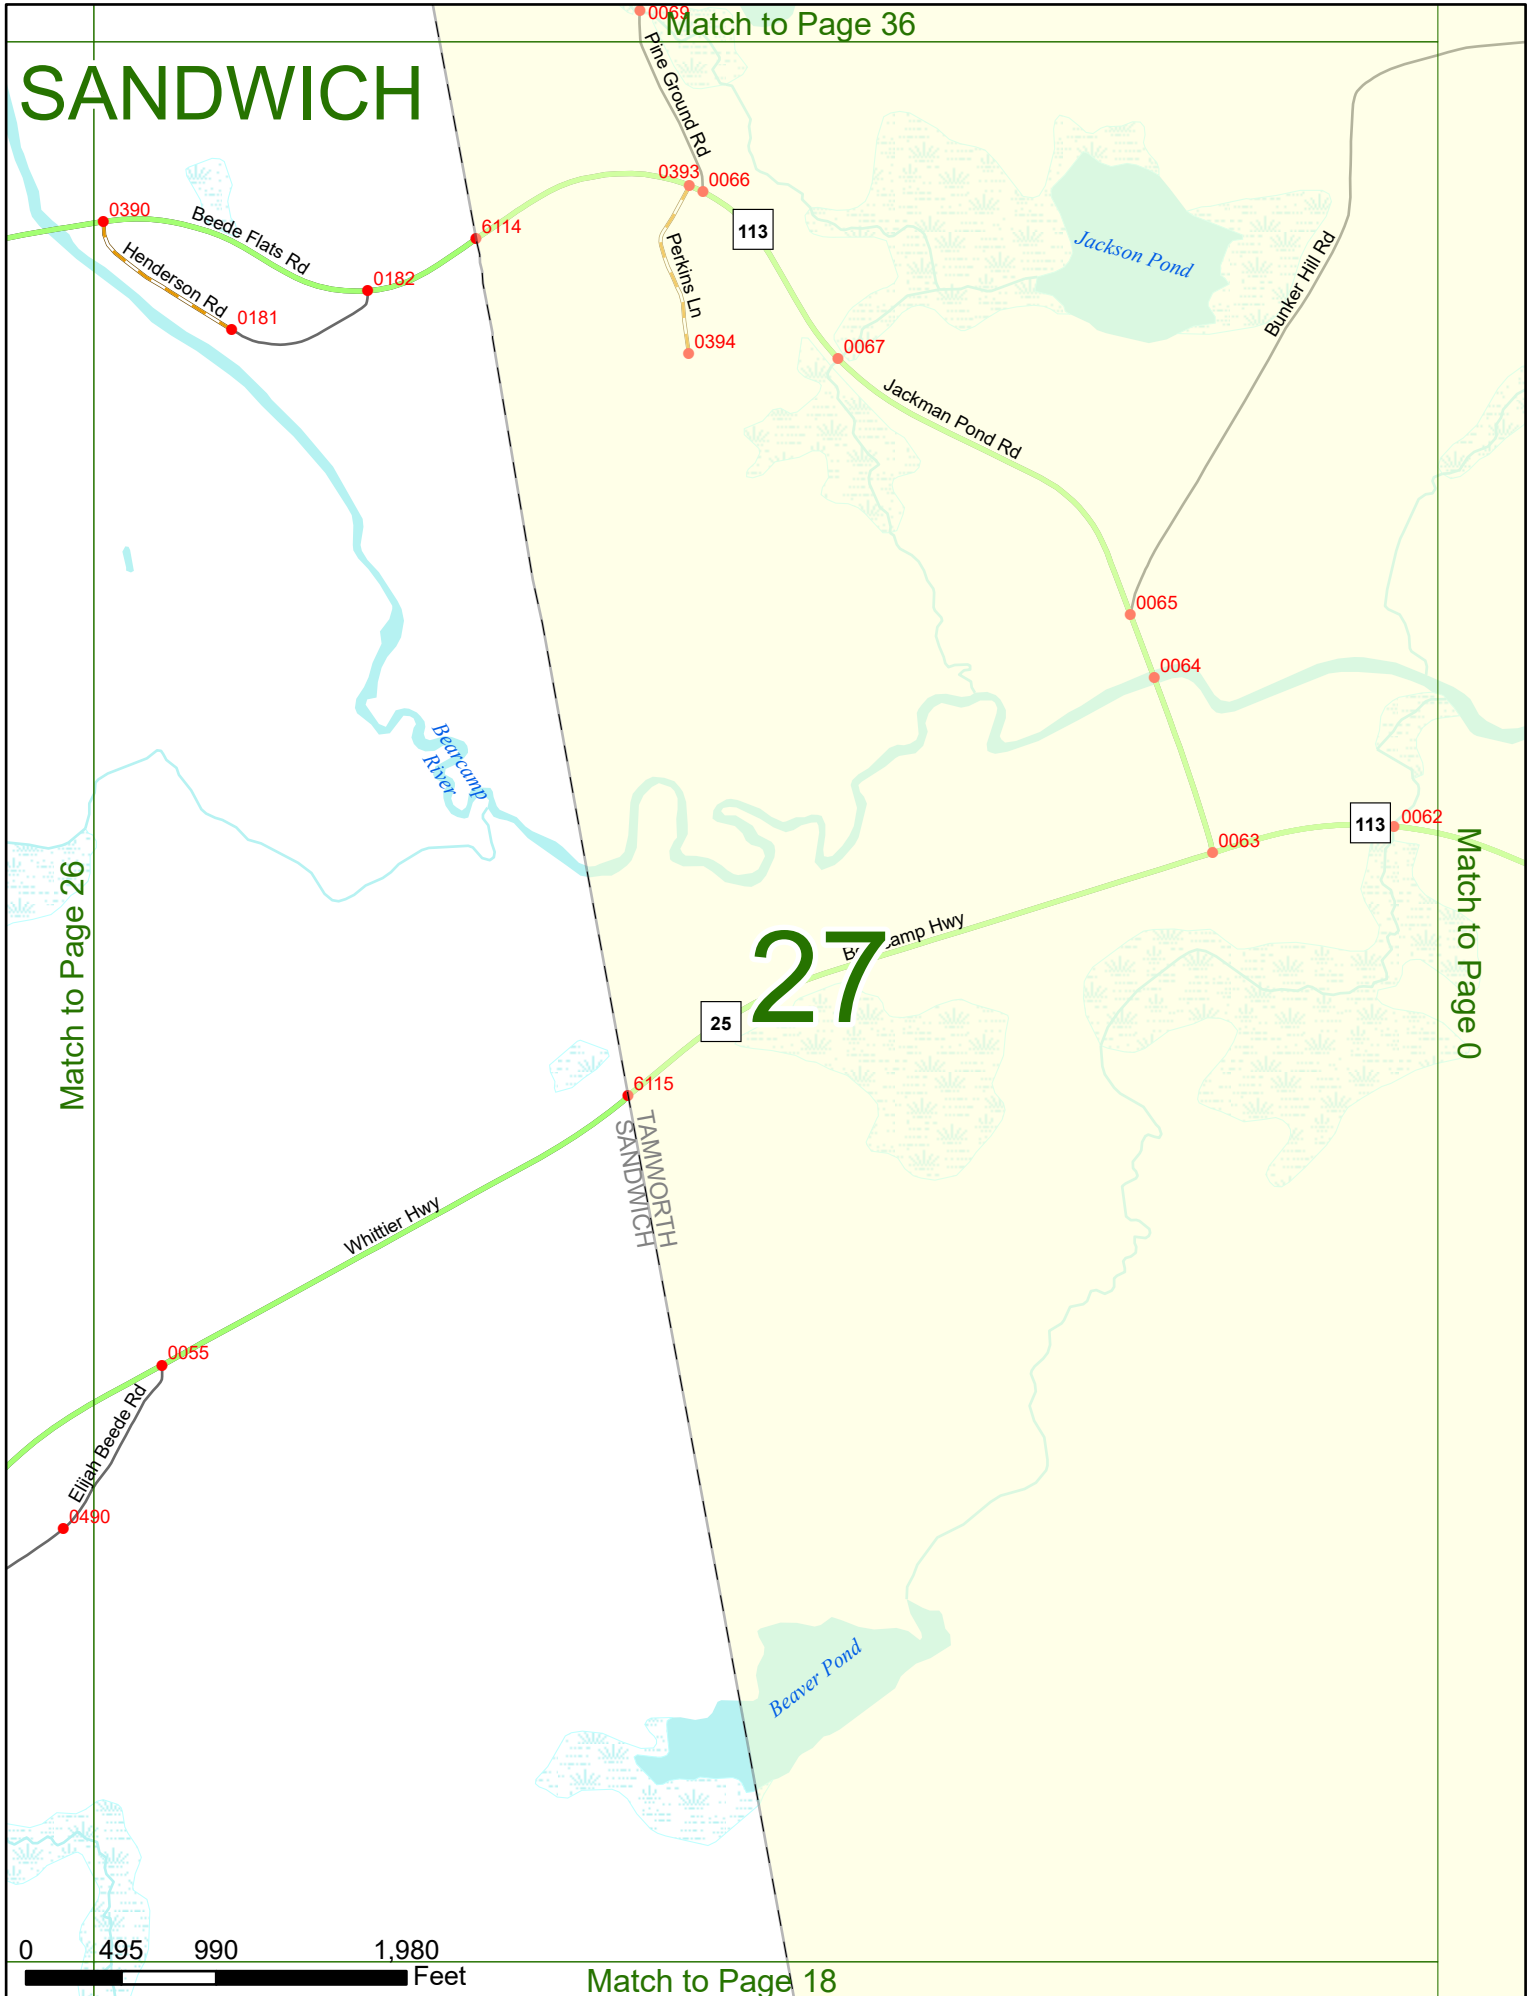 0069
Match to Page 36
SANDWICH
Pine Ground Rd
0393
0066
0390
Beede Flats Rd
6114
113
Henderson Rd
Perkins Ln
Jackson Pond
Bunker Hill Rd
0182
0181
0394
0067
Jackman Pond Rd
0065
0064
Bearcamp
River
113
0062
0063
Match to Page 26
Match to Page 0
27
camp Hwy
25
6115
TAMWORTH
SANDWICH
Whittier Hwy
0055
Elijah Beede Rd
0490
Beaver Pond
0 495 990 1,980
Feet
Match to Page 18